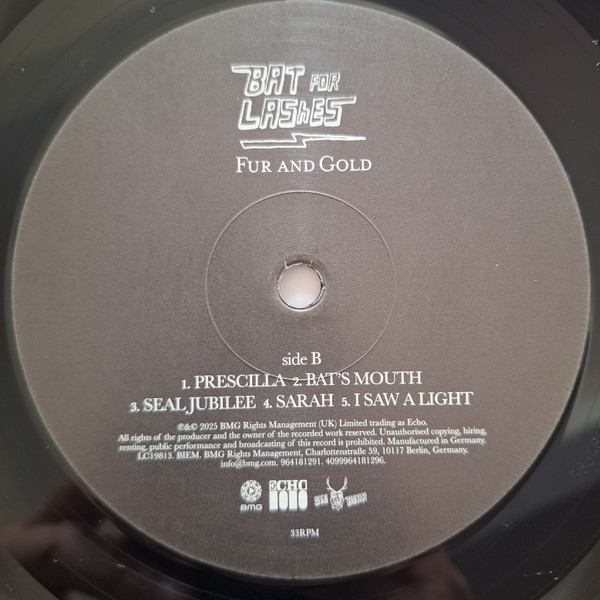 BAT FOR
LAShES
FUR AND GOLD
side B
1. PRESCILLA 2. BAT'S MOUTH
3. SEAL JUBILEE 4. SARAH 5. I SAW A LIGHT
℗&© 2025 BMG Rights Management (UK) Limited trading as Echo.
All rights of the producer and the owner of the recorded work reserved. Unauthorised copying, hiring,
renting, public performance and broadcasting of this record is prohibited. Manufactured in Germany.
LC19813. BIEM. BMG Rights Management, Charlottenstraße 59, 10117 Berlin, Germany.
info@bmg.com. 964181291. 4099964181296.
BMG ECHO
33RPM